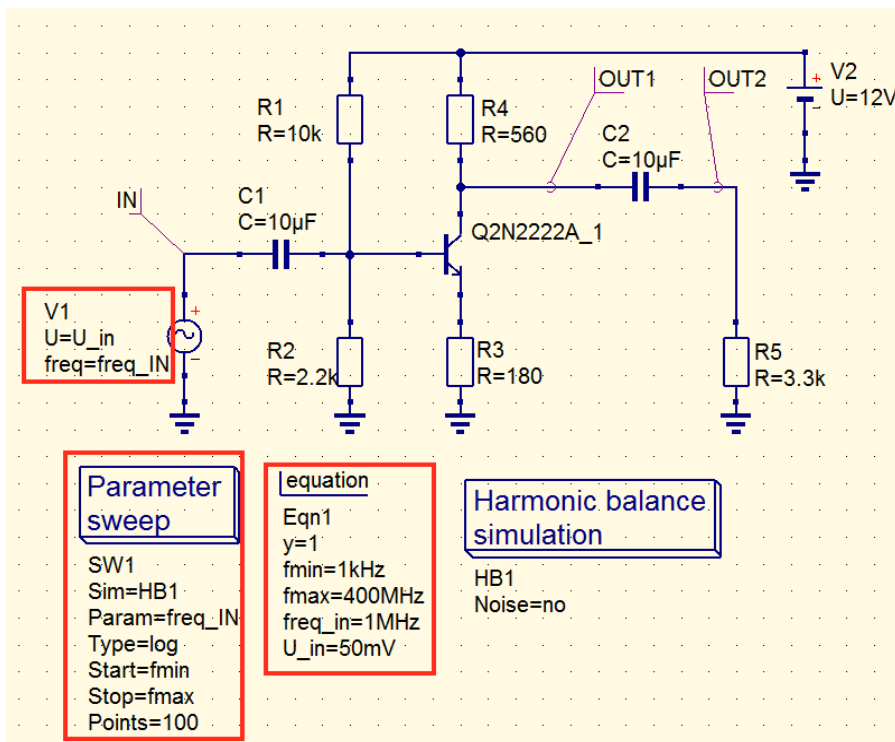 OUT1
OUT2
V2
U=12V
R1
R=10k
R4
R=560
C2
C=10µF
IN
C1
C=10µF
Q2N2222A_1
V1
U=U_in
freq=freq_IN
R2
R=2.2k
R3
R=180
R5
R=3.3k
Parameter
sweep
SW1
Sim=HB1
Param=freq_IN
Type=log
Start=fmin
Stop=fmax
Points=100
equation
Eqn1
y=1
fmin=1kHz
fmax=400MHz
freq_in=1MHz
U_in=50mV
Harmonic balance
simulation
HB1
Noise=no